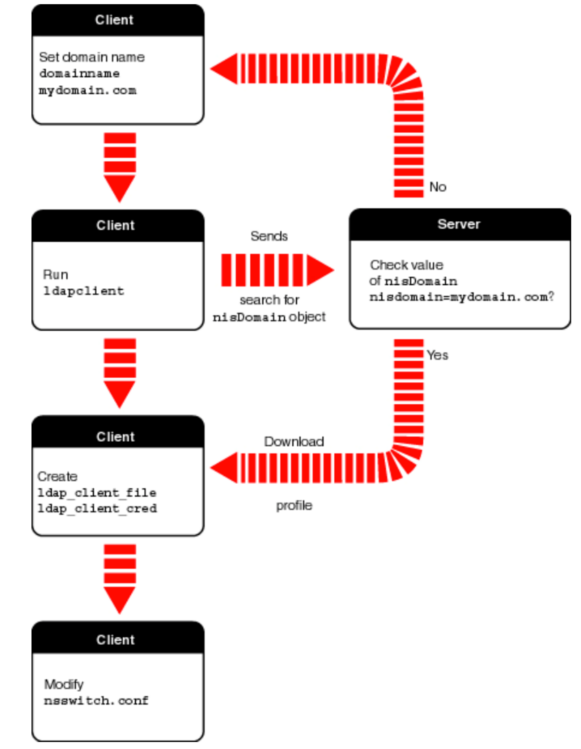 Client
Set domain name
domainname
mydomain.com
No
Client
Run
ldapclient
Sends
search for
nisDomain object
Server
Check value
of nisDomain
nisdomain=mydomain.com?
Yes
Client
Create
ldap_client_file
ldap_client_cred
Download
profile
Client
Modify
nsswitch.conf